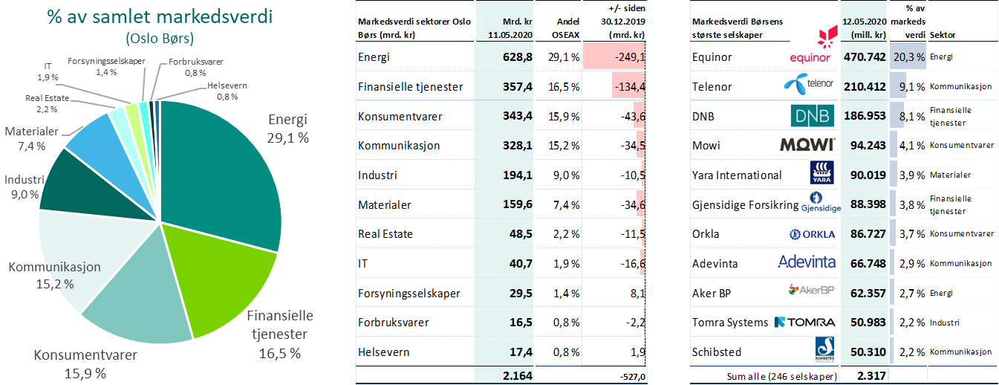 % av samlet markedsverdi
(Oslo Børs)
Forsyningsselskaper
1,4 %
Forbruksvarer
0,8 %
IT
1,9 %
Helsevern
0,8 %
Real Estate
2,2 %
Energi
29,1 %
Materialer
7,4 %
Industri
9,0 %
Kommunikasjon
15,2 %
Finansielle
tjenester
16,5 %
Konsumentvarer
15,9 %
+/- siden
Markedsverdi sektorer Oslo Mrd. kr Andel 30.12.2019
Børs (mrd. kr) 11.05.2020 OSEAX (mrd. kr)
Energi 628,8 29,1 % -249,1
Finansielle tjenester 357,4 16,5 % -134,4
Konsumentvarer 343,4 15,9 % -43,6
Kommunikasjon 328,1 15,2 % -34,5
Industri 194,1 9,0 % -10,5
Materialer 159,6 7,4 % -34,6
Real Estate 48,5 2,2 % -11,5
IT 40,7 1,9 % -16,6
Forsyningsselskaper 29,5 1,4 % 8,1
Forbruksvarer 16,5 0,8 % -2,2
Helsevern 17,4 0,8 % 1,9
2.164 -527,0
% av
Markedsverdi Børsens 12.05.2020 markeds
største selskaper (mill. kr) verdi Sektor
Equinor equinor 470.742 20,3 % Energi
Telenor telenor 210.412 9,1 % Kommunikasjon
DNB DNB 186.953 8,1 % Finansielle
tjenester
Mowi MOWI 94.243 4,1 % Konsumentvarer
Yara International YARA 90.019 3,9 % Materialer
Gjensidige Forsikring Gjensidige 88.398 3,8 % Finansielle
tjenester
Orkla ORKLA 86.727 3,7 % Konsumentvarer
Adevinta Adevinta 66.748 2,9 % Kommunikasjon
Aker BP AkerBP 62.357 2,7 % Energi
Tomra Systems TOMRA 50.983 2,2 % Industri
Schibsted SCHIBSTED 50.310 2,2 % Kommunikasjon
Sum alle (246 selskaper) 2.317